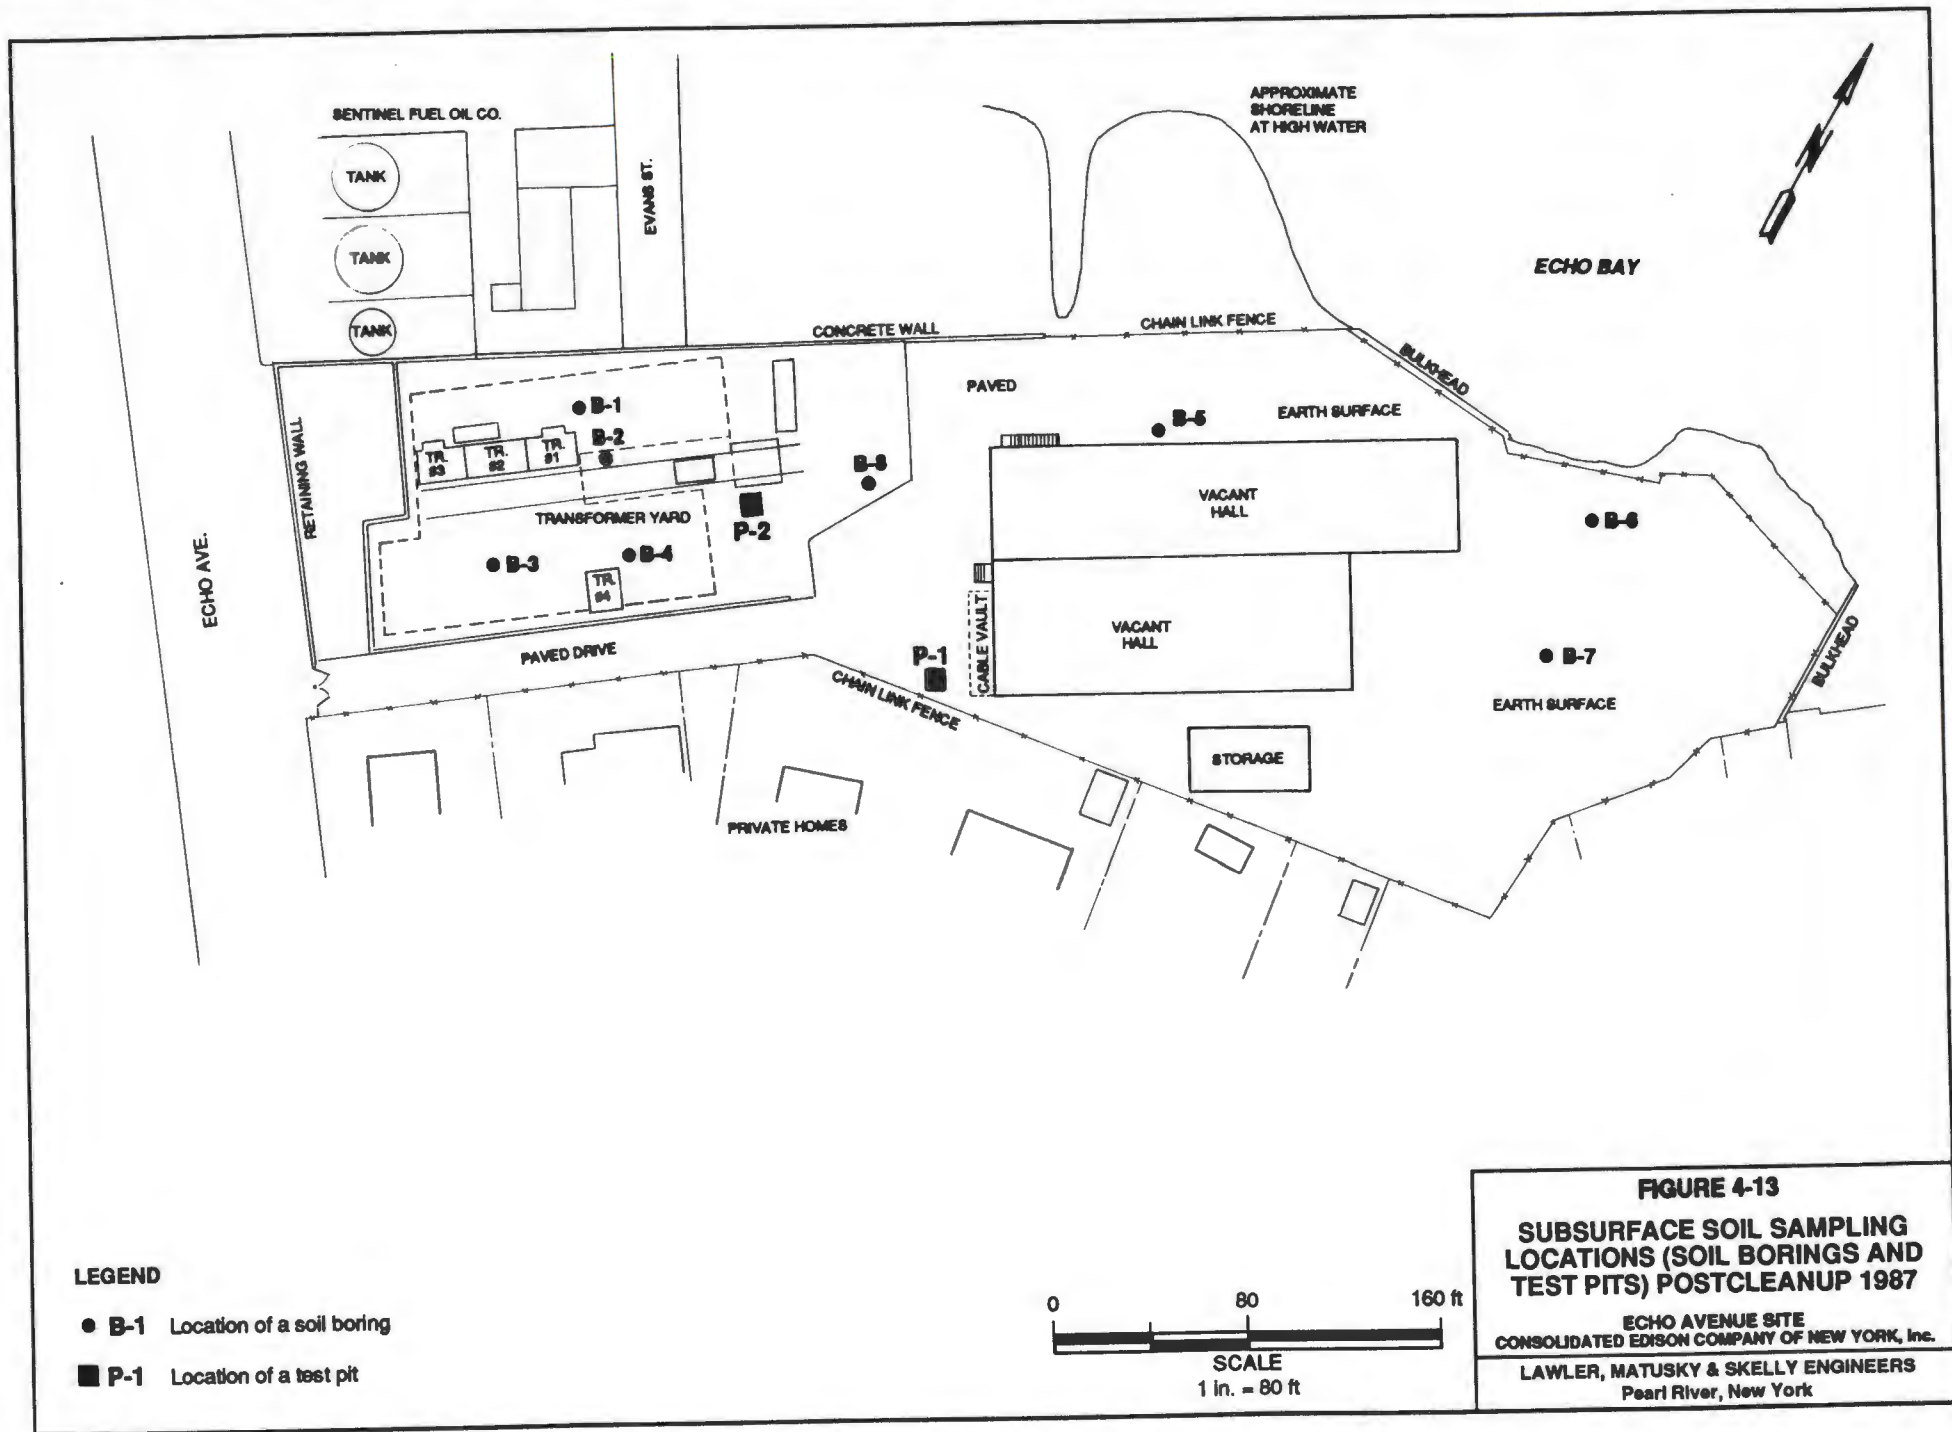 SENTINEL FUEL OIL CO.
TANK
TANK
TANK
EVANS ST.
APPROXIMATE
SHORELINE
AT HIGH WATER
N
ECHO BAY
CONCRETE WALL
CHAIN LINK FENCE
BULKHEAD
PAVED
EARTH SURFACE
RETAINING WALL
ECHO AVE.
B-1
B-2
TR.
#3
TR.
#2
TR.
#1
B-8
B-5
TRANSFORMER YARD
P-2
B-3
B-4
TR.
#4
VACANT
HALL
B-6
VACANT
HALL
CABLE VAULT
P-1
PAVED DRIVE
CHAIN LINK FENCE
B-7
EARTH SURFACE
BULKHEAD
STORAGE
PRIVATE HOMES
LEGEND
B-1 Location of a soil boring
P-1 Location of a test pit
0 80 160 ft
SCALE
1 in. = 80 ft
FIGURE 4-13
SUBSURFACE SOIL SAMPLING
LOCATIONS (SOIL BORINGS AND
TEST PITS) POSTCLEANUP 1987
ECHO AVENUE SITE
CONSOLIDATED EDISON COMPANY OF NEW YORK, Inc.
LAWLER, MATUSKY & SKELLY ENGINEERS
Pearl River, New York